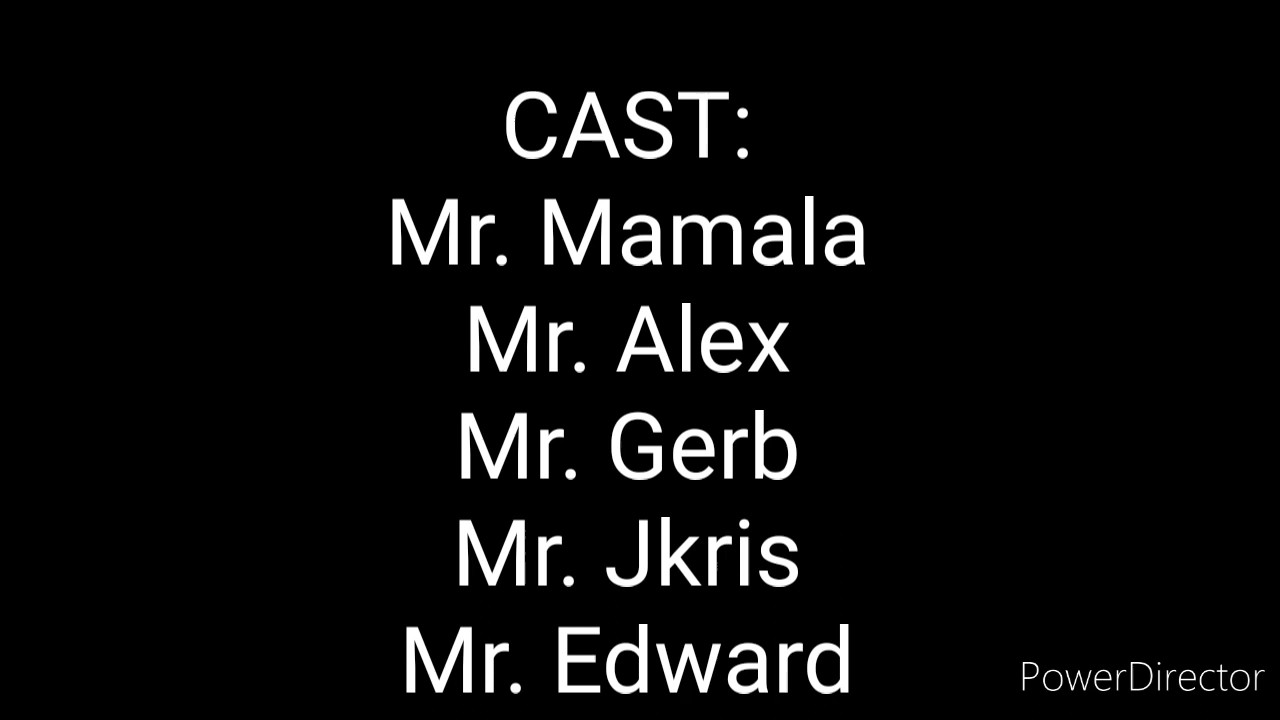 CAST:
Mr. Mamala
Mr. Alex
Mr. Gerb
Mr. Jkris
Mr. Edward
PowerDirector